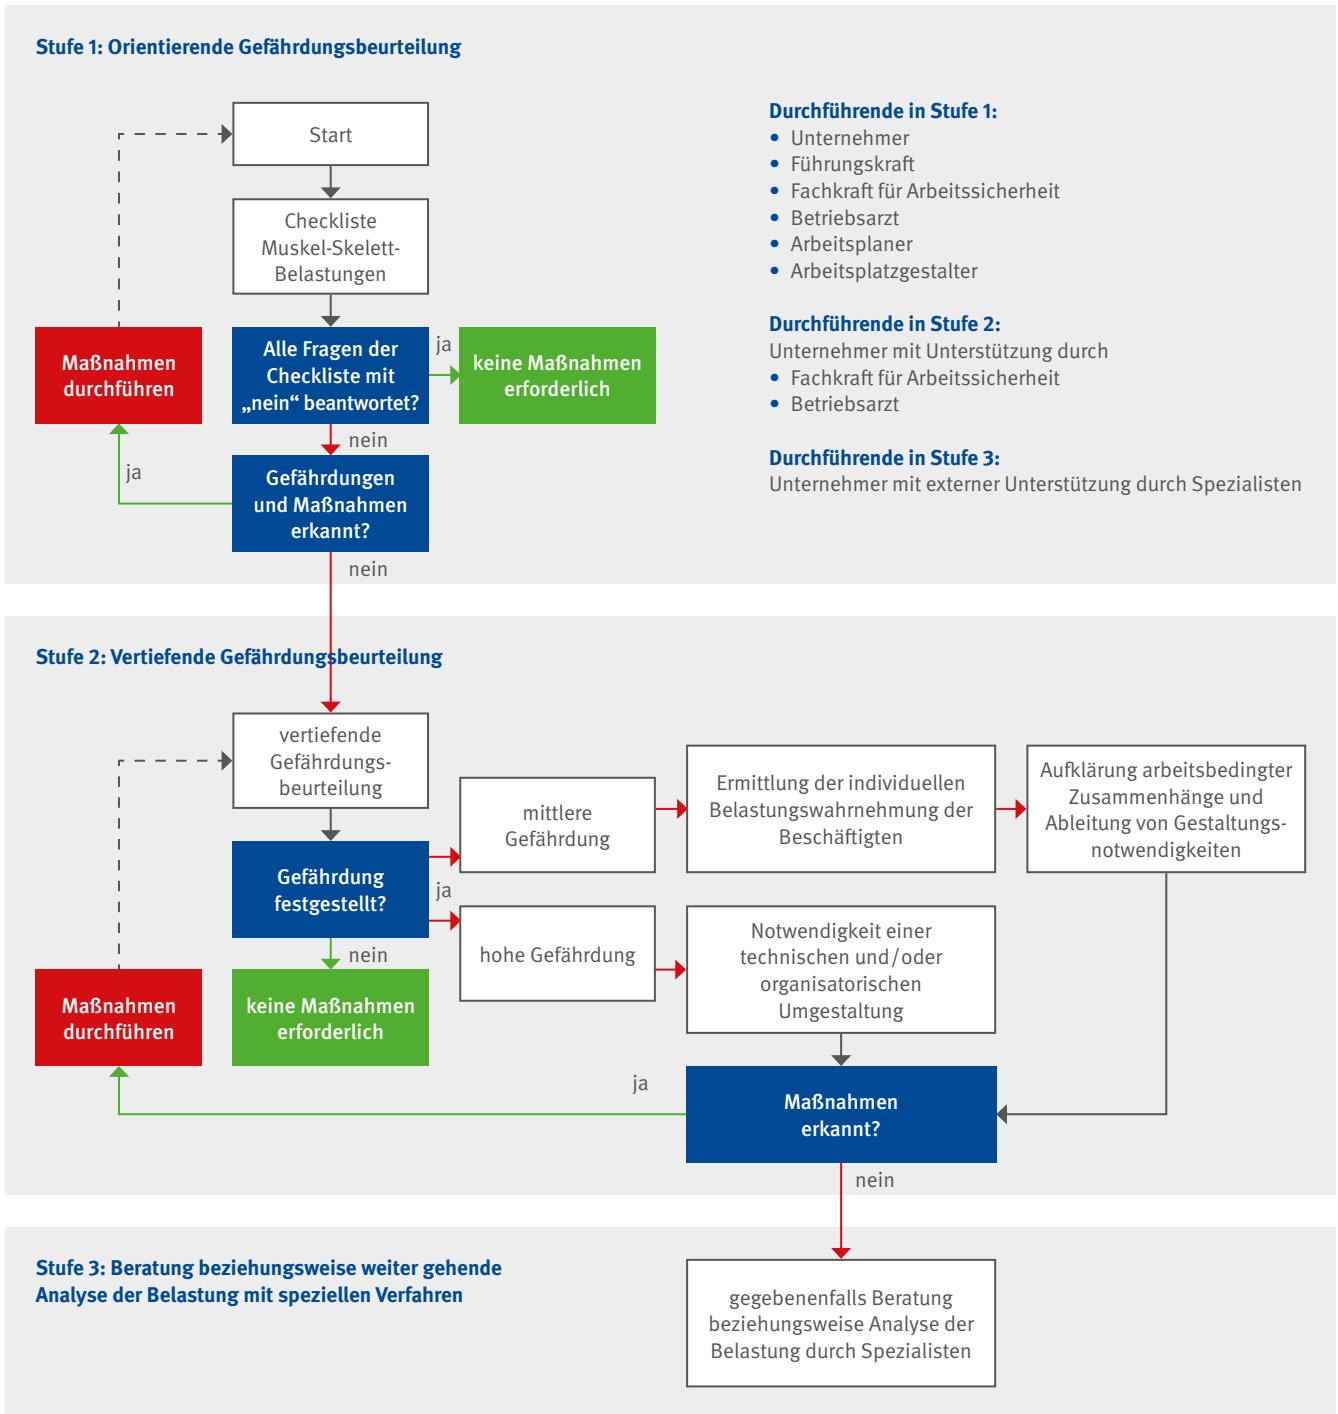 Stufe 1: Orientierende Gefährdungsbeurteilung
Start
Checkliste
Muskel-Skelett-
Belastungen
Maßnahmen
durchführen
Alle Fragen der
Checkliste mit
„nein“ beantwortet?
ja
keine Maßnahmen
erforderlich
nein
ja
Gefährdungen
und Maßnahmen
erkannt?
nein
Durchführende in Stufe 1:
• Unternehmer
• Führungskraft
• Fachkraft für Arbeitssicherheit
• Betriebsarzt
• Arbeitsplaner
• Arbeitsplatzgestalter
Durchführende in Stufe 2:
Unternehmer mit Unterstützung durch
• Fachkraft für Arbeitssicherheit
• Betriebsarzt
Durchführende in Stufe 3:
Unternehmer mit externer Unterstützung durch Spezialisten
Stufe 2: Vertiefende Gefährdungsbeurteilung
vertiefende
Gefährdungs-
beurteilung
Gefährdung
festgestellt?
ja
mittlere
Gefährdung
Ermittlung der individuellen
Belastungswahrnehmung der
Beschäftigten
Aufklärung arbeitsbedingter
Zusammenhänge und
Ableitung von Gestaltungs-
notwendigkeiten
hohe Gefährdung
Notwendigkeit einer
technischen und/oder
organisatorischen
Umgestaltung
nein
Maßnahmen
durchführen
keine Maßnahmen
erforderlich
ja
Maßnahmen
erkannt?
nein
Stufe 3: Beratung beziehungsweise weiter gehende
Analyse der Belastung mit speziellen Verfahren
gegebenenfalls Beratung
beziehungsweise Analyse der
Belastung durch Spezialisten